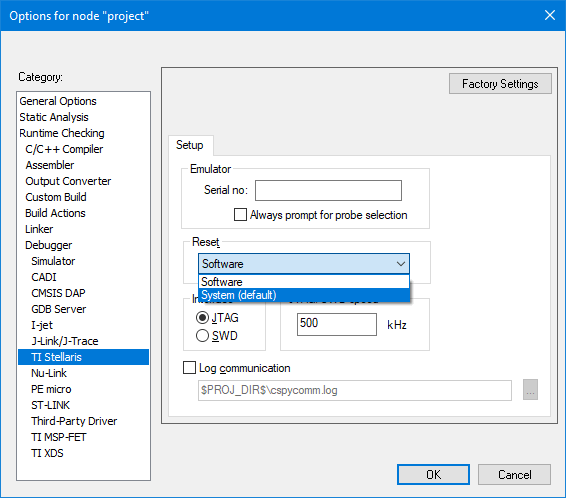 Options for node "project"
Category:
General Options
Static Analysis
Runtime Checking
C/C++ Compiler
Assembler
Output Converter
Custom Build
Build Actions
Linker
Debugger
Simulator
CADI
CMSIS DAP
GDB Server
I-jet
J-Link/J-Trace
TI Stellaris
Nu-Link
PE micro
ST-LINK
Third-Party Driver
TI MSP-FET
TI XDS
Factory Settings
Setup
Emulator
Serial no:
Always prompt for probe selection
Reset
Software
Software
System (default)
JTAG
SWD
500
kHz
Log communication
$PROJ_DIR$\cspycomm.log
...
OK
Cancel